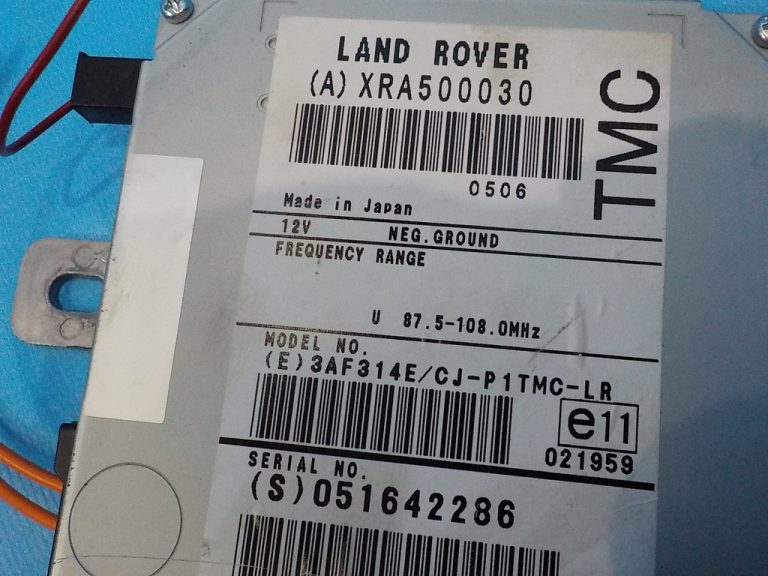 LAND ROVER
(A) XRA500030
TMC
0506
Made in Japan
12V NEG.GROUND
FREQUENCY RANGE
U 87.5-108.0MHz
MODEL NO.
(E)3AF314E/CJ-P1TMC-LR
e11
021959
SERIAL NO.
(S)051642286